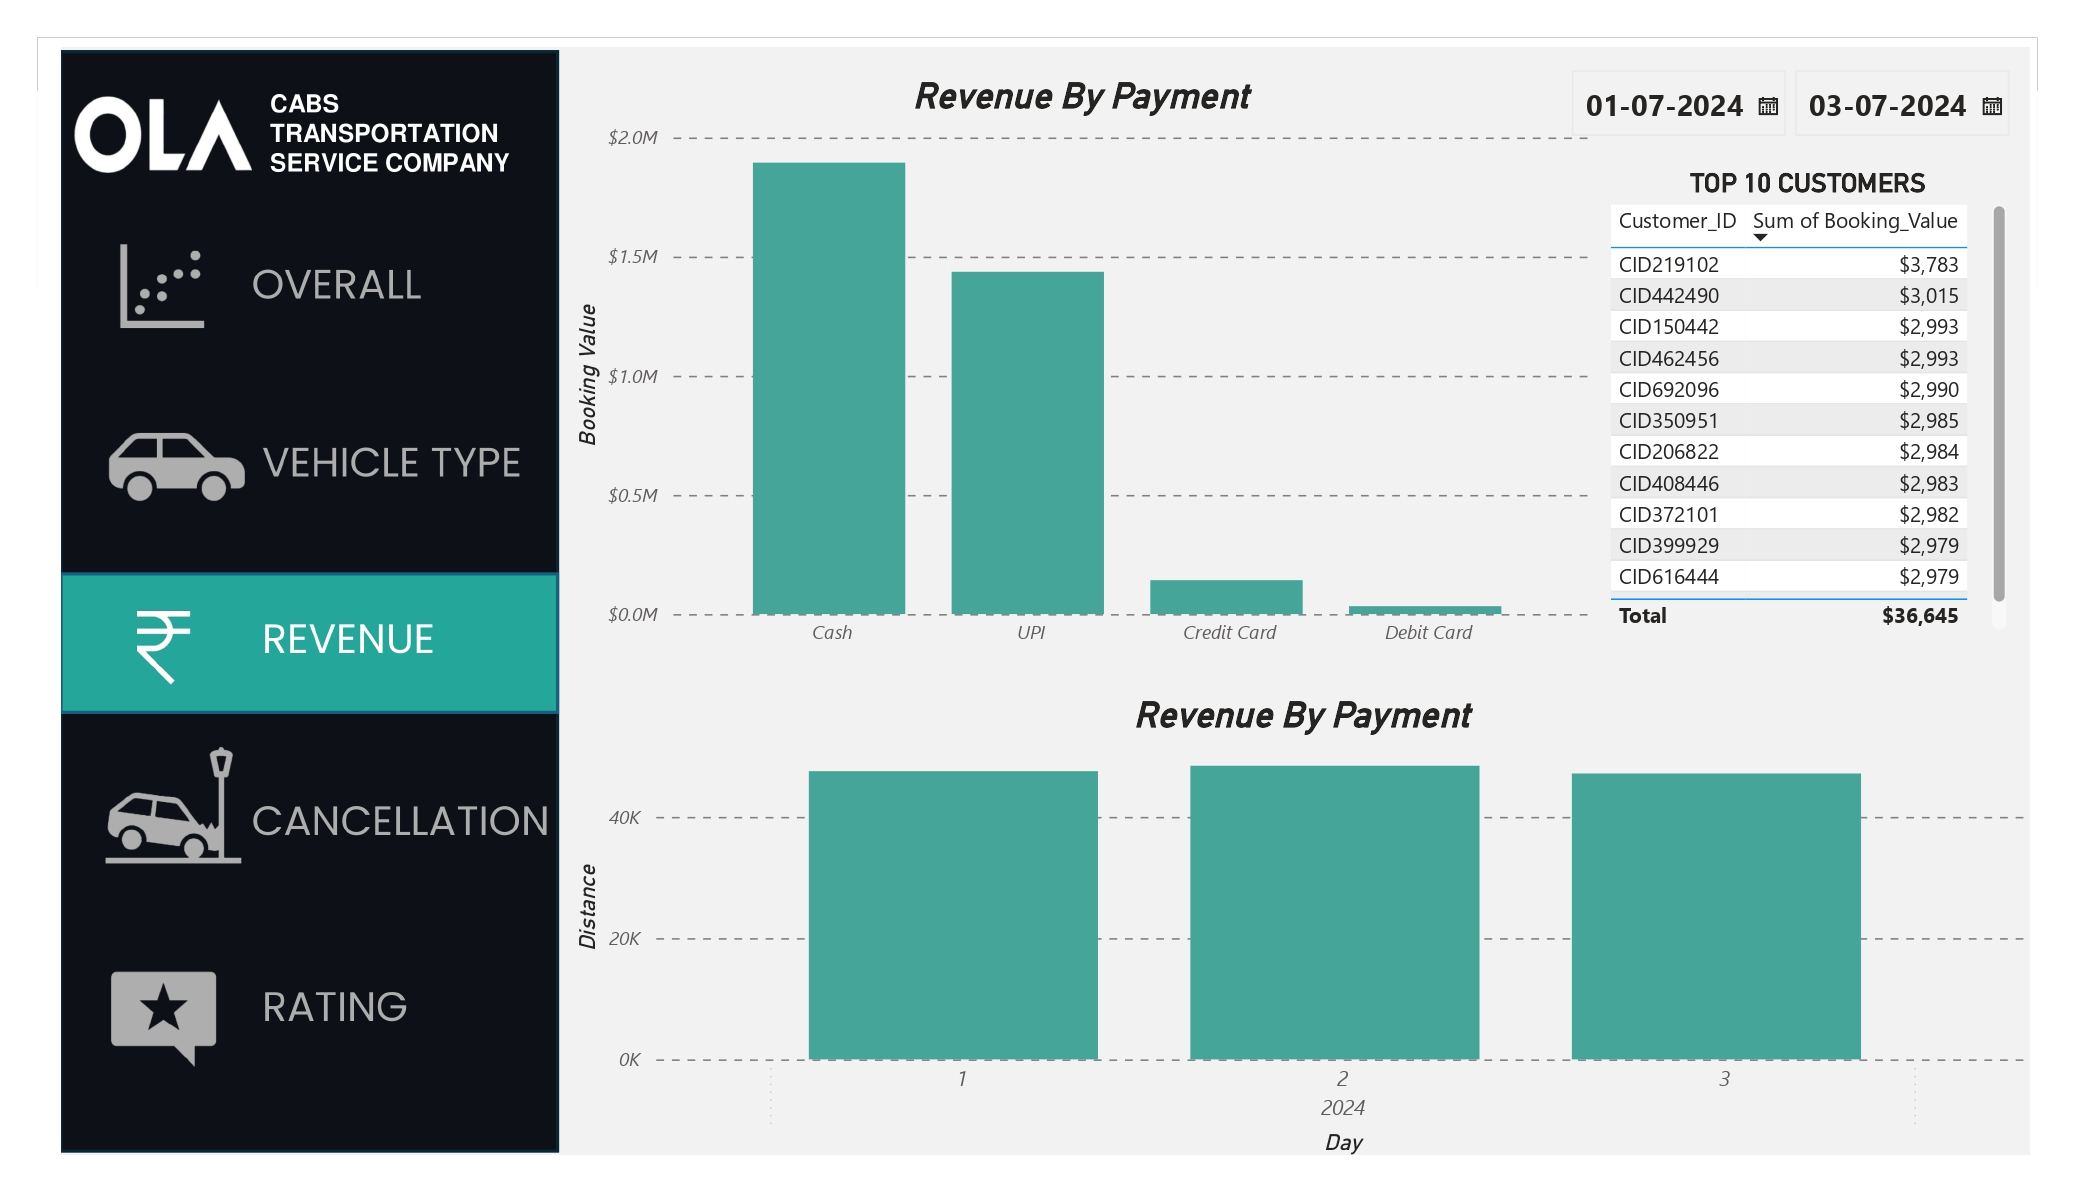 OLA
CABS
TRANSPORTATION
SERVICE COMPANY
OVERALL
VEHICLE TYPE
REVENUE
CANCELLATION
RATING
Revenue By Payment
01-07-2024
03-07-2024
Booking Value
$2.0M
$1.5M
$1.0M
$0.5M
$0.0M
Cash UPI Credit Card Debit Card
TOP 10 CUSTOMERS
Customer_ID Sum of Booking_Value
CID219102 $3,783
CID442490 $3,015
CID150442 $2,993
CID462456 $2,993
CID692096 $2,990
CID350951 $2,985
CID206822 $2,984
CID408446 $2,983
CID372101 $2,982
CID399929 $2,979
CID616444 $2,979
Total $36,645
Revenue By Payment
Distance
40K
20K
0K
1 2 3
2024
Day